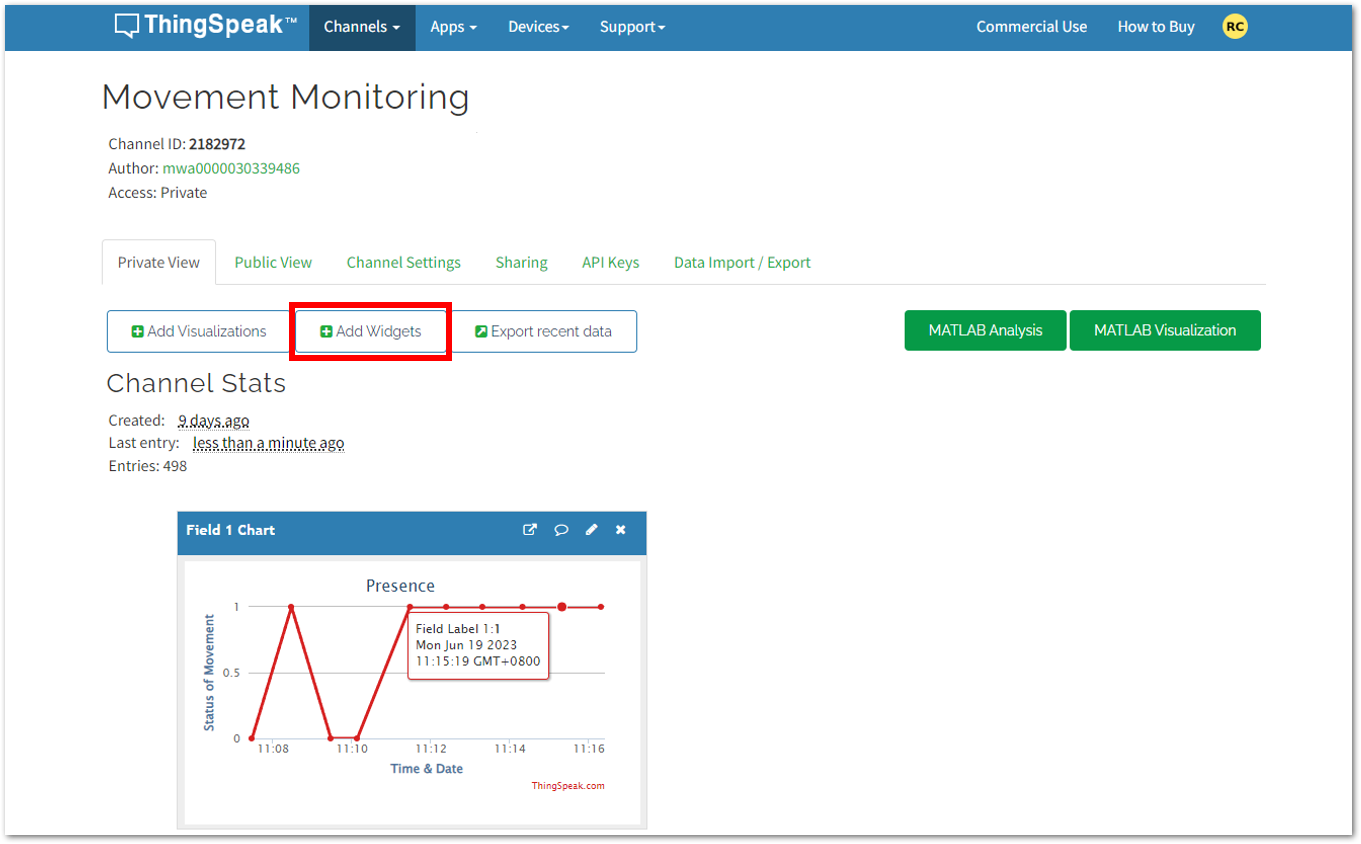 ThingSpeak™ Channels Apps Devices Support Commercial Use How to Buy RC
Movement Monitoring
Channel ID: 2182972
Author: mwa0000030339486
Access: Private
Private View Public View Channel Settings Sharing API Keys Data Import / Export
Add Visualizations Add Widgets Export recent data MATLAB Analysis MATLAB Visualization
Channel Stats
Created: 9 days ago
Last entry: less than a minute ago
Entries: 498
Field 1 Chart
Presence
Status of Movement
1
0.5
0
Field Label 1:1
Mon Jun 19 2023
11:15:19 GMT+0800
11:08 11:10 11:12 11:14 11:16
Time & Date
ThingSpeak.com